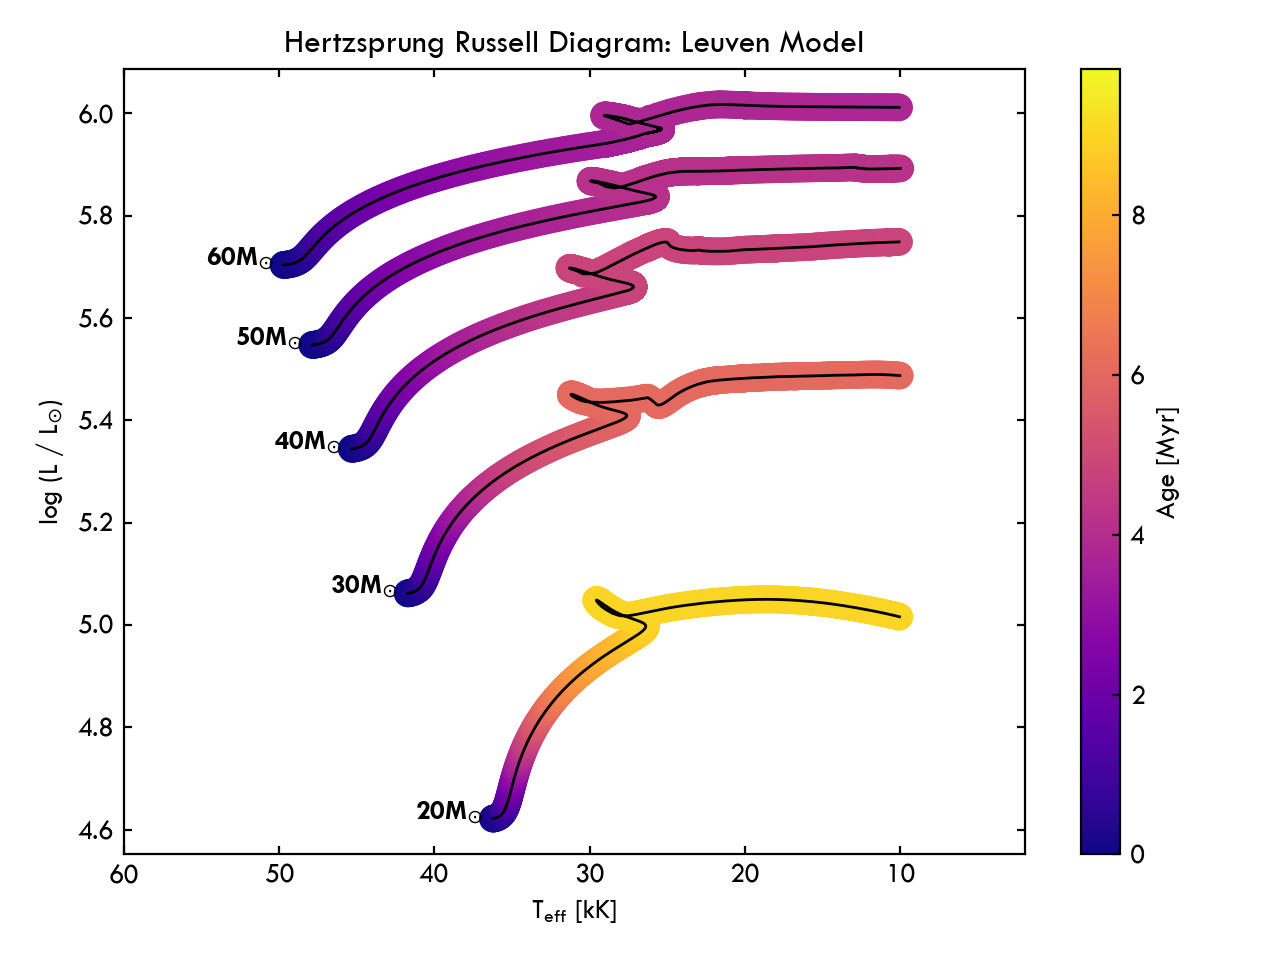 Hertzsprung Russell Diagram: Leuven Model
6.0
5.8
5.6
5.4
5.2
5.0
4.8
4.6
log (L / L⊙)
60M⊙
50M⊙
40M⊙
30M⊙
20M⊙
60
50
40
30
20
10
Teff [kK]
8
6
4
2
0
Age [Myr]